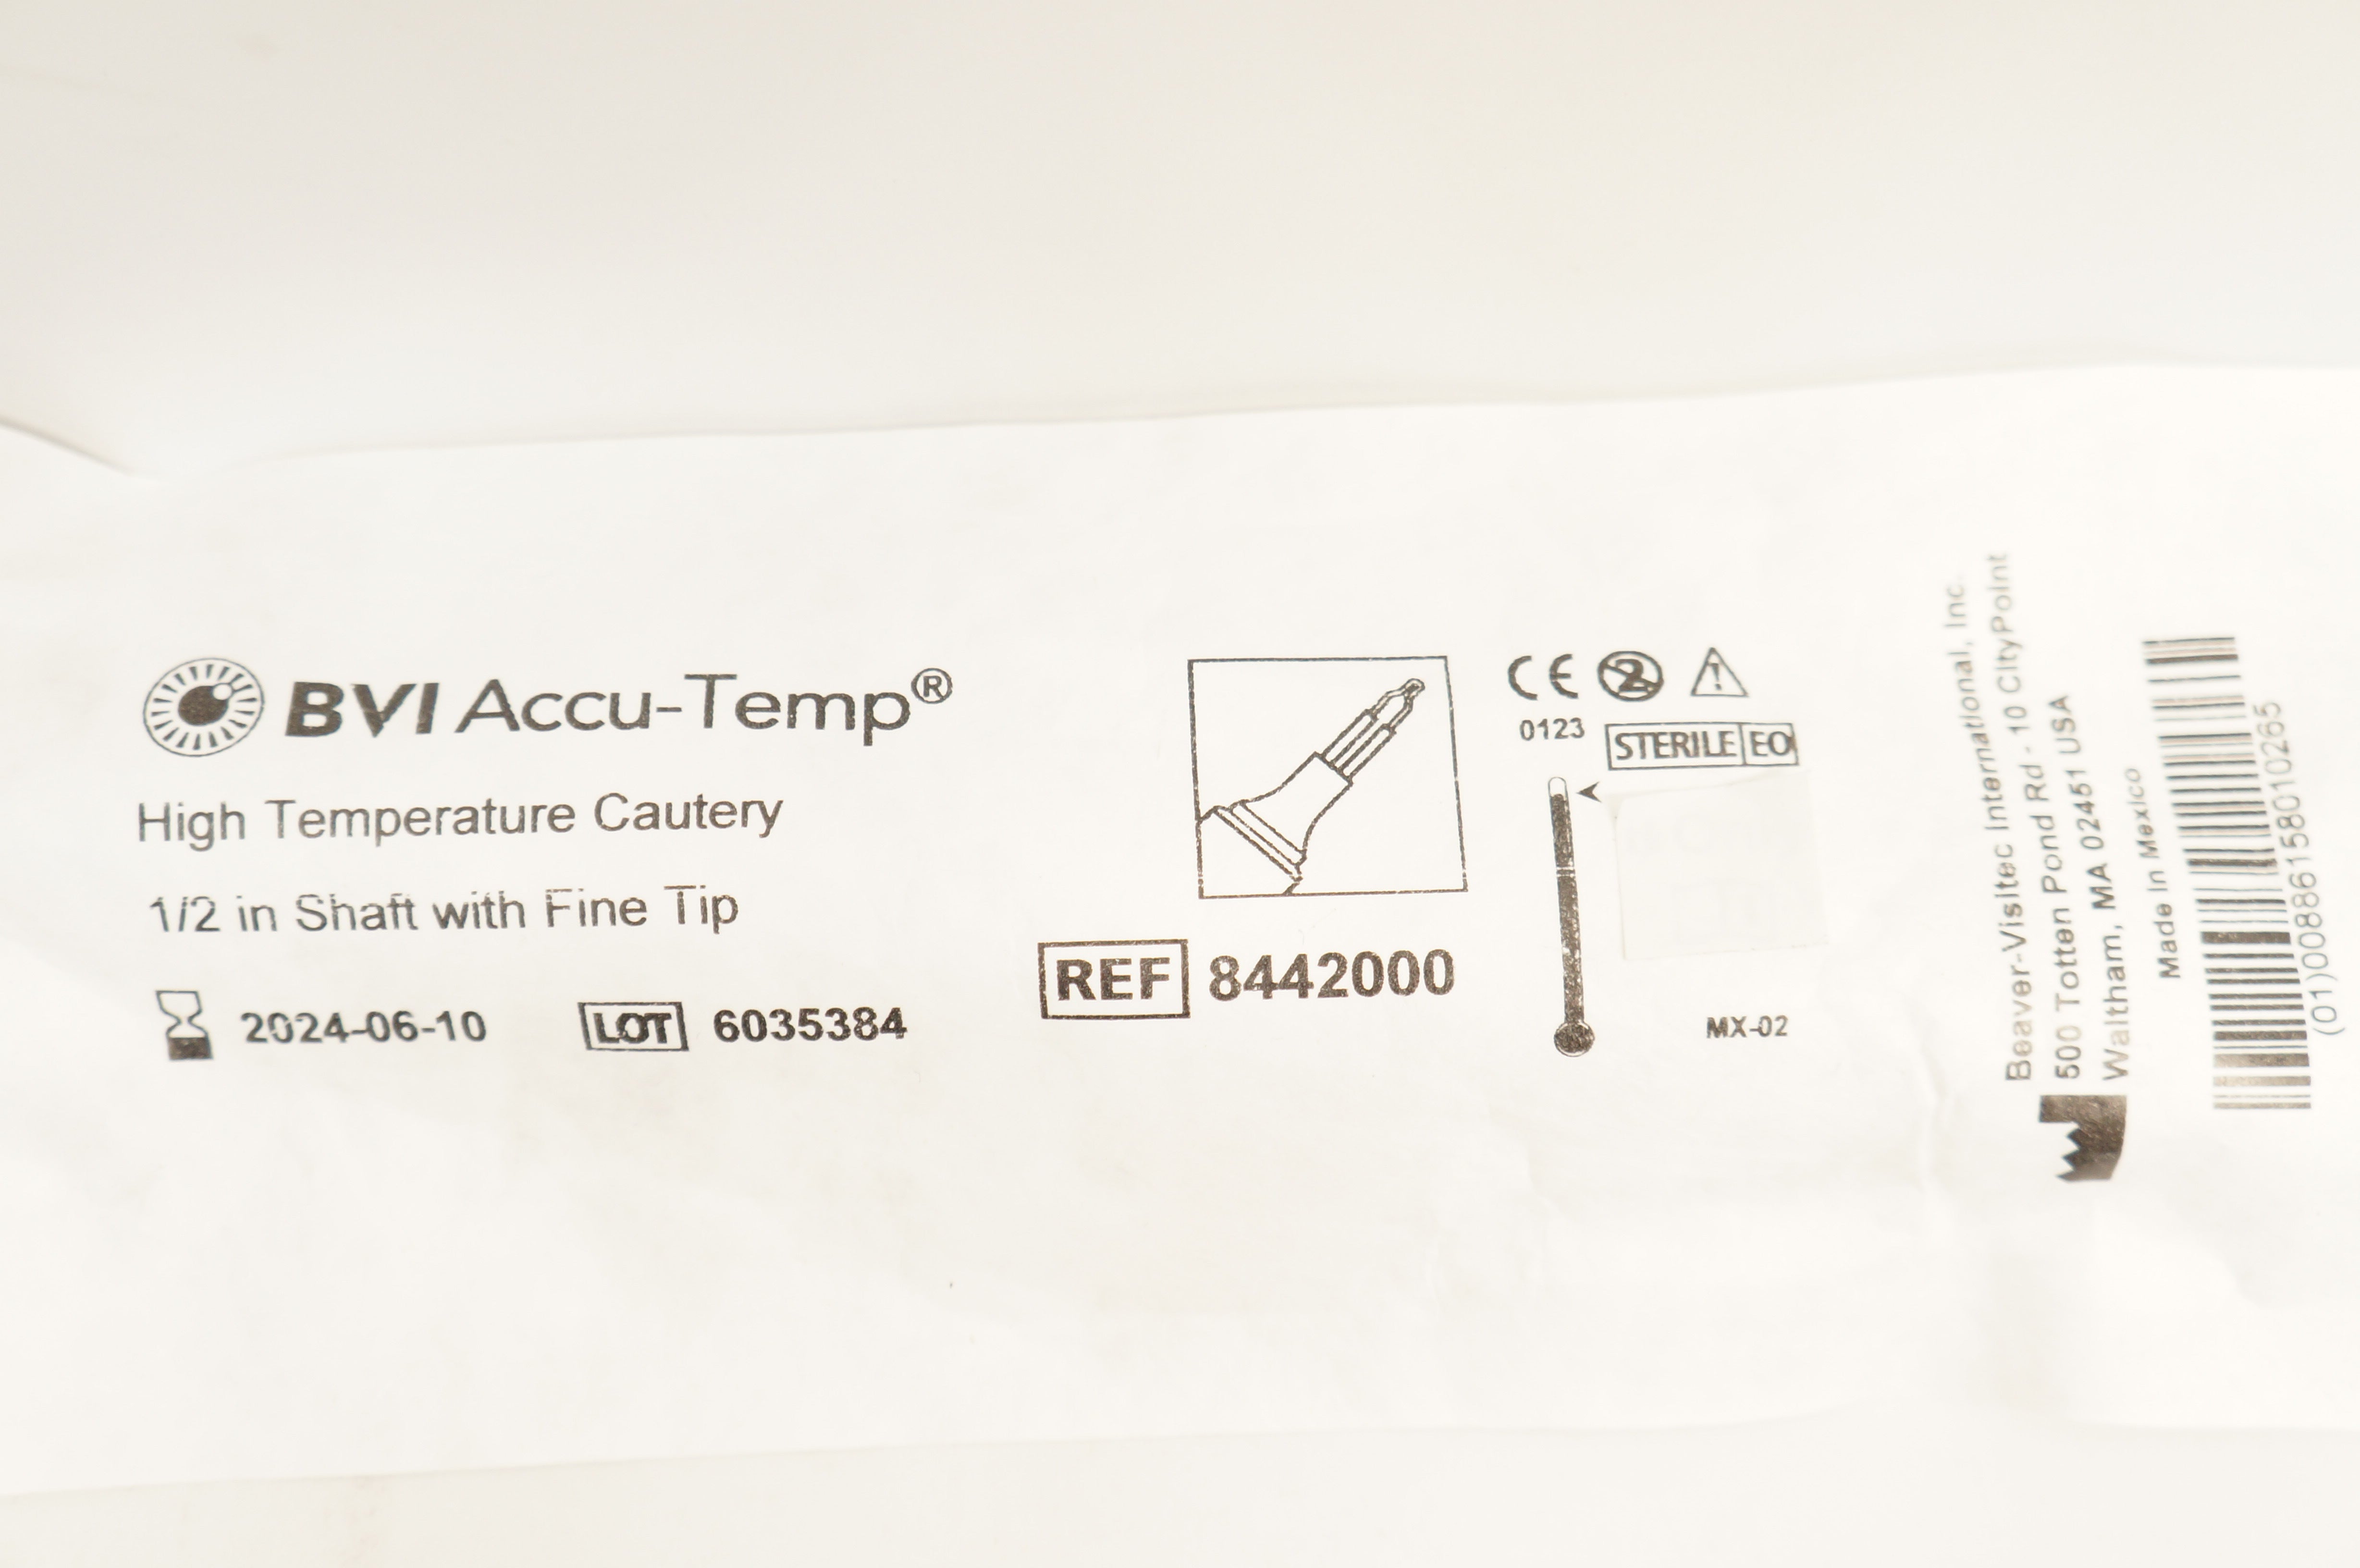 BVI Accu-Temp®
High Temperature Cautery
1/2 in Shaft with Fine Tip
2024-06-10
LOT 6035384
REF 8442000
CE 2
0123
STERILE EO
MX-02
Beaver-Visitec International, Inc.
500 Totten Pond Rd - 10 CityPoint
Waltham, MA 02451 USA
Made in Mexico
(01)00886158010265